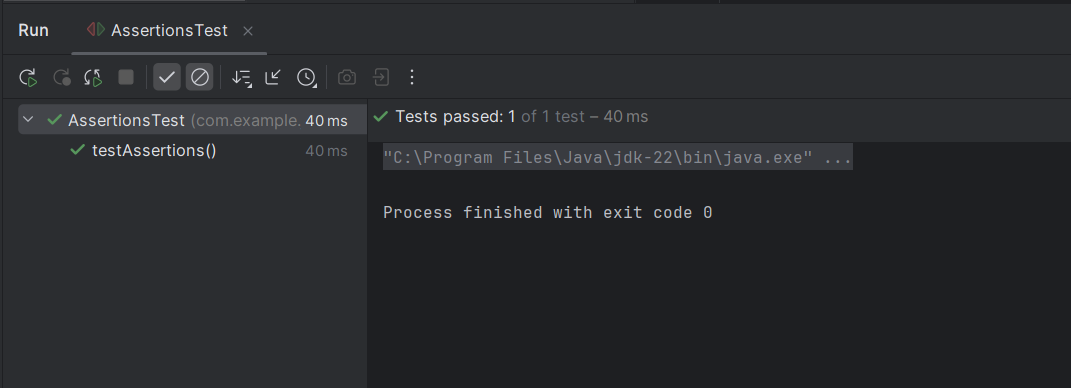 Run AssertionsTest
AssertionsTest (com.example. 40 ms
Tests passed: 1 of 1 test – 40 ms
testAssertions() 40 ms
"C:\Program Files\Java\jdk-22\bin\java.exe" ...
Process finished with exit code 0